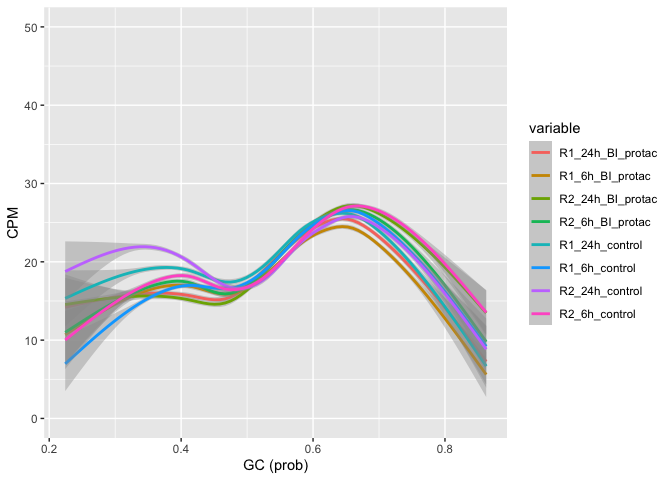 50
40
30
20
10
0
CPM
0.2
0.4
0.6
0.8
GC (prob)
variable
R1_24h_BI_protac
R1_6h_BI_protac
R2_24h_BI_protac
R2_6h_BI_protac
R1_24h_control
R1_6h_control
R2_24h_control
R2_6h_control